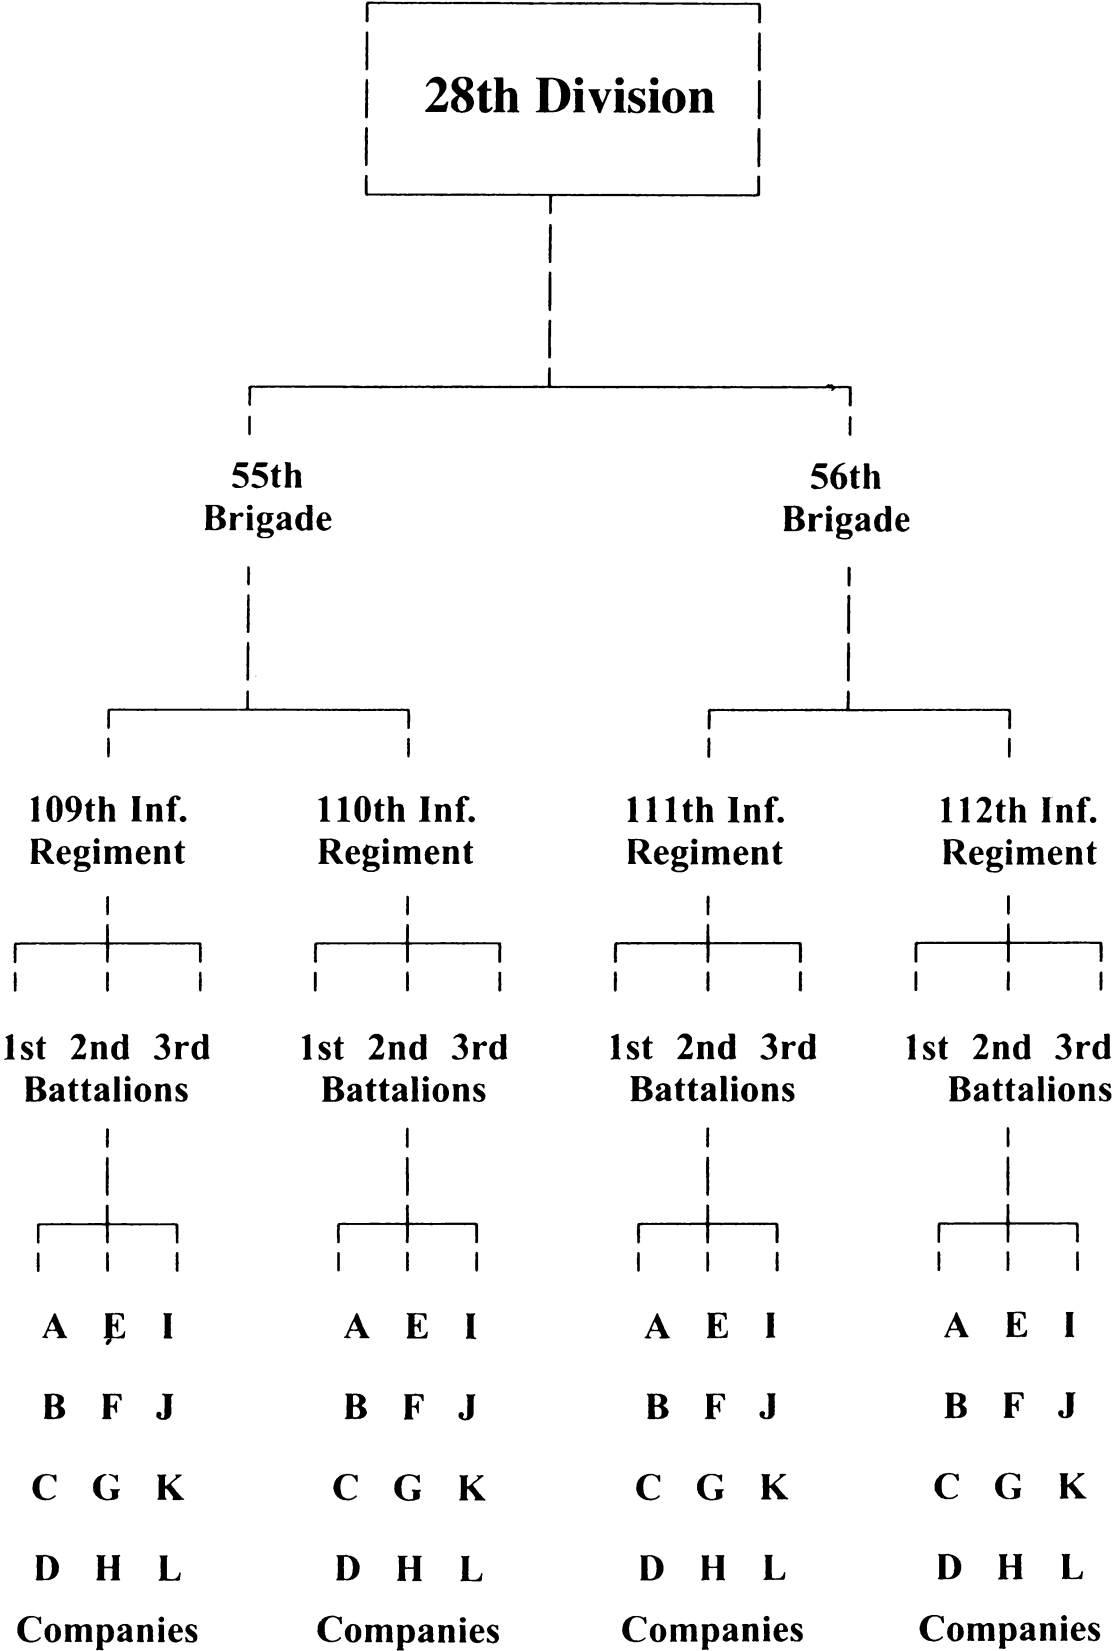 28th Division
55th
Brigade
56th
Brigade
109th Inf.
Regiment
110th Inf.
Regiment
111th Inf.
Regiment
112th Inf.
Regiment
1st 2nd 3rd
Battalions
1st 2nd 3rd
Battalions
1st 2nd 3rd
Battalions
1st 2nd 3rd
Battalions
A E I
B F J
C G K
D H L
Companies
A E I
B F J
C G K
D H L
Companies
A E I
B F J
C G K
D H L
Companies
A E I
B F J
C G K
D H L
Companies